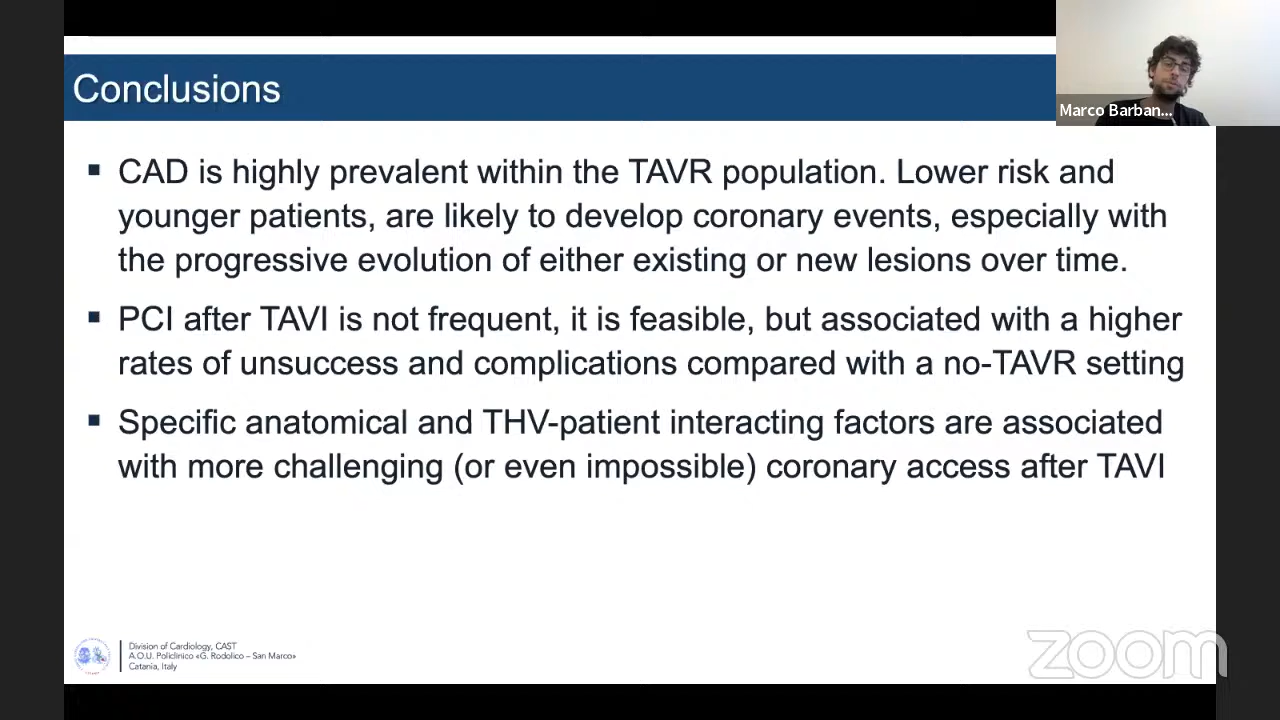 Conclusions
Marco Barban...
▪ CAD is highly prevalent within the TAVR population. Lower risk and
younger patients, are likely to develop coronary events, especially with
the progressive evolution of either existing or new lesions over time.
▪ PCI after TAVI is not frequent, it is feasible, but associated with a higher
rates of unsuccess and complications compared with a no-TAVR setting
▪ Specific anatomical and THV-patient interacting factors are associated
with more challenging (or even impossible) coronary access after TAVI
Division of Cardiology, CAST
A.O.U. Policlinico «G. Rodolico – San Marco»
Catania, Italy
zoom